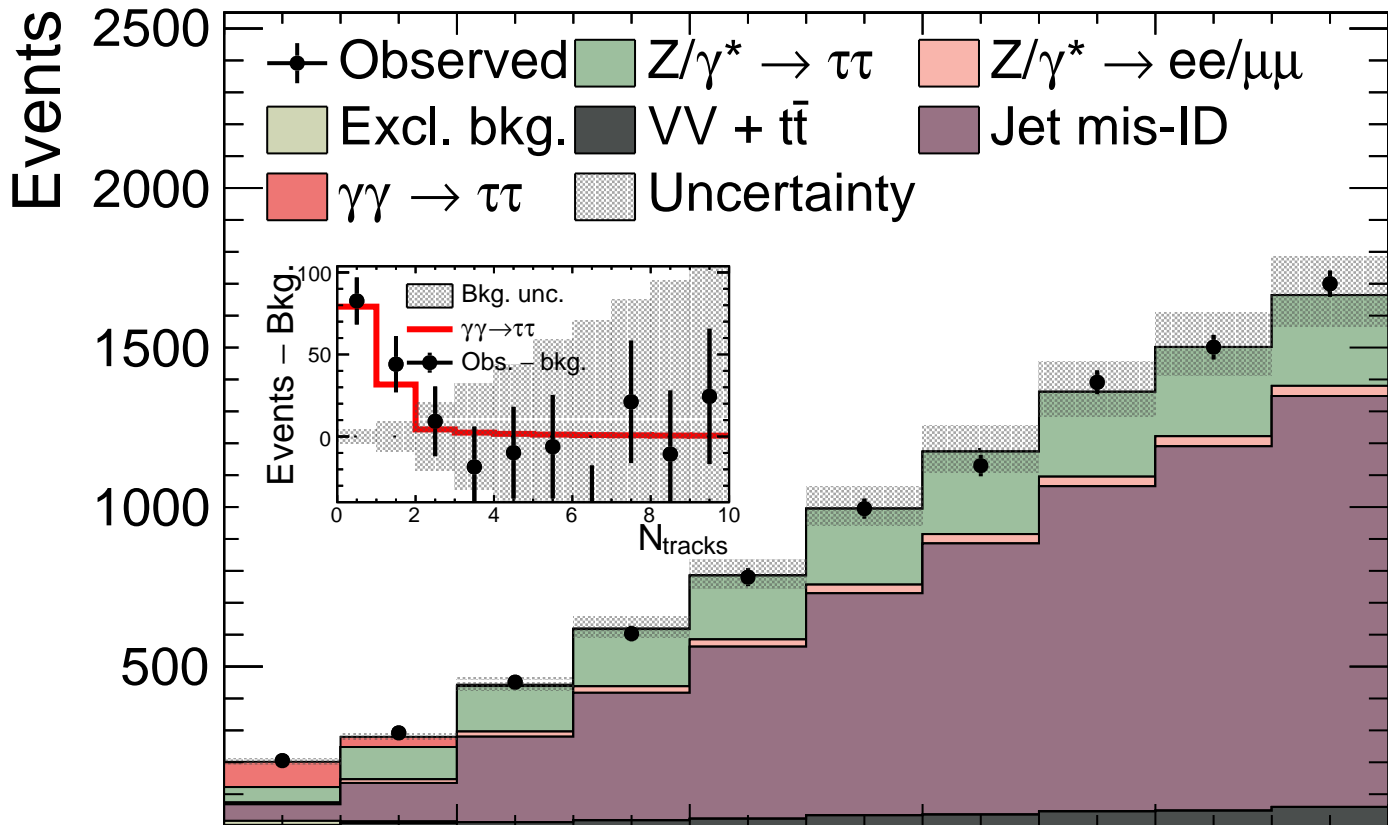 Events
2500
2000
1500
1000
500
Observed
Z/γ* → ττ
Z/γ* → ee/μμ
Excl. bkg.
VV + tt̄
Jet mis-ID
γγ → ττ
Uncertainty
Events – Bkg.
100
50
0
Bkg. unc.
γγ→ττ
Obs. – bkg.
0 2 4 6 8 10
N_tracks